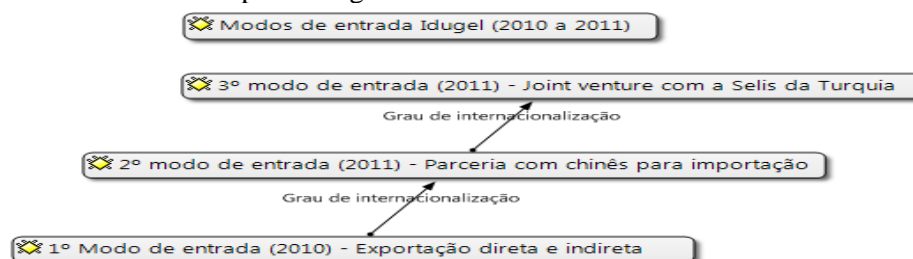 Modos de entrada Idugel (2010 a 2011)
3º modo de entrada (2011) - Joint venture com a Selis da Turquia
Grau de internacionalização
2º modo de entrada (2011) - Parceria com chinês para importação
Grau de internacionalização
1º Modo de entrada (2010) - Exportação direta e indireta